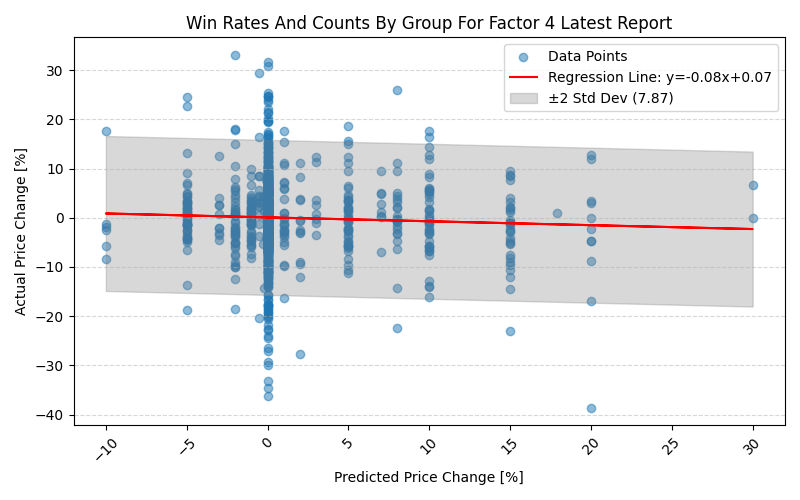 Win Rates And Counts By Group For Factor 4 Latest Report
Data Points
Regression Line: y=-0.08x+0.07
±2 Std Dev (7.87)
Actual Price Change [%]
30
20
10
0
−10
−20
−30
−40
−10
−5
0
5
10
15
20
25
30
Predicted Price Change [%]